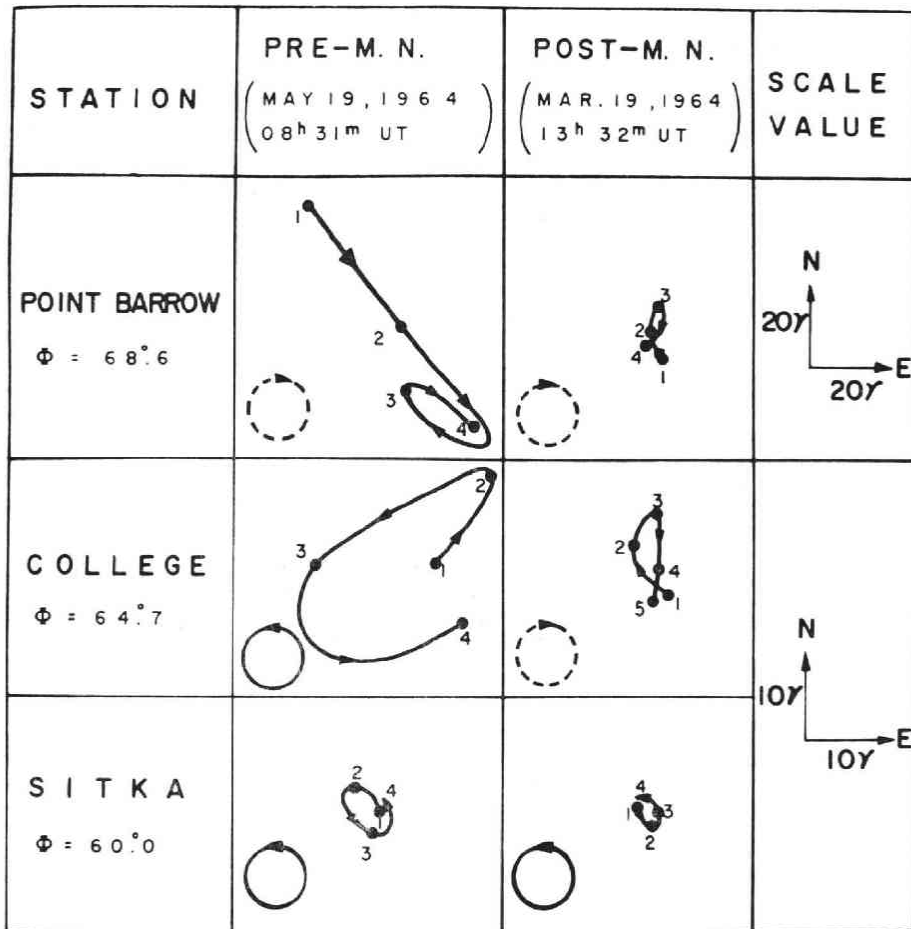 STATION
PRE-M. N.
(MAY 19, 1964
08ʰ 31ᵐ UT)
POST-M. N.
(MAR. 19, 1964
13ʰ 32ᵐ UT)
SCALE
VALUE
POINT BARROW
Φ = 68°.6
1
2
3
4
3
2
4
1
N
20γ
E
20γ
COLLEGE
Φ = 64°.7
2
3
1
4
3
2
4
5
1
N
10γ
E
10γ
SITKA
Φ = 60°.0
2
4
1
3
4
1
3
2